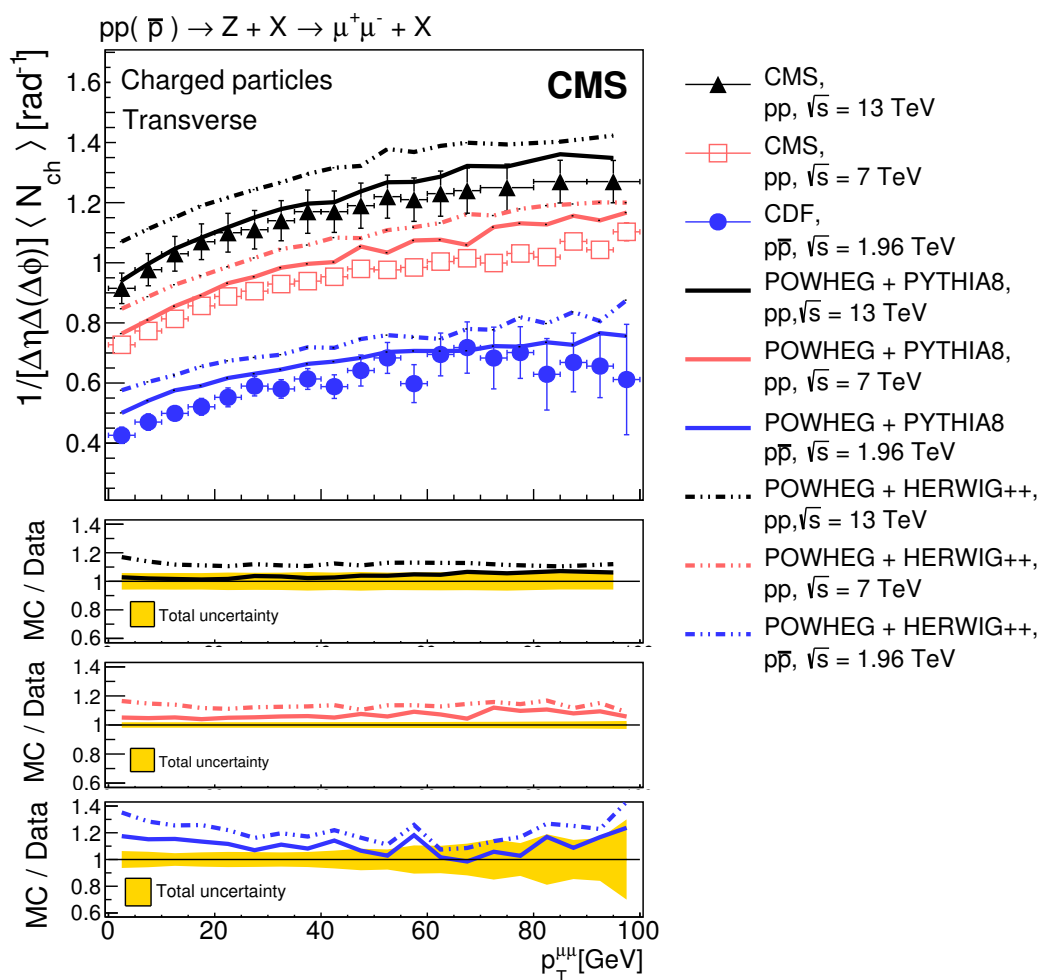 pp( p̅ ) → Z + X → μ⁺μ⁻ + X
Charged particles
CMS
Transverse
1/[ΔηΔ(Δϕ)] ⟨ N_ch ⟩ [rad⁻¹]
1.6
1.4
1.2
1
0.8
0.6
0.4
CMS,
pp, √s = 13 TeV
CMS,
pp, √s = 7 TeV
CDF,
pp̅, √s = 1.96 TeV
POWHEG + PYTHIA8,
pp,√s = 13 TeV
POWHEG + PYTHIA8,
pp, √s = 7 TeV
POWHEG + PYTHIA8
pp̅, √s = 1.96 TeV
POWHEG + HERWIG++,
pp,√s = 13 TeV
POWHEG + HERWIG++,
pp, √s = 7 TeV
POWHEG + HERWIG++,
pp̅, √s = 1.96 TeV
MC / Data
1.4
1.2
1
0.8
0.6
Total uncertainty
MC / Data
1.4
1.2
1
0.8
0.6
Total uncertainty
MC / Data
1.4
1.2
1
0.8
0.6
Total uncertainty
0 20 40 60 80 100
p_T^μμ[GeV]